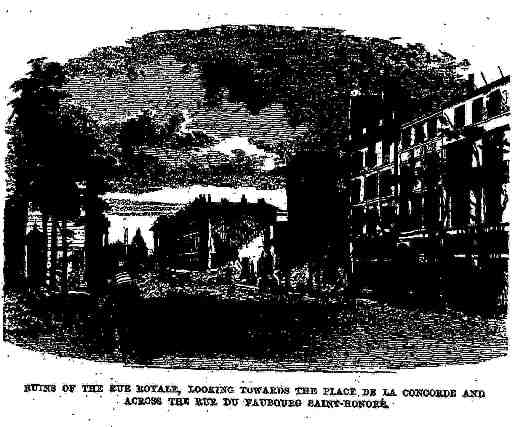 RUINS OF THE RUE ROYALE, LOOKING TOWARDS THE PLACE DE LA CONCORDE AND
ACROSS THE RUE DU FAUBOURG SAINT-HONORÉ.